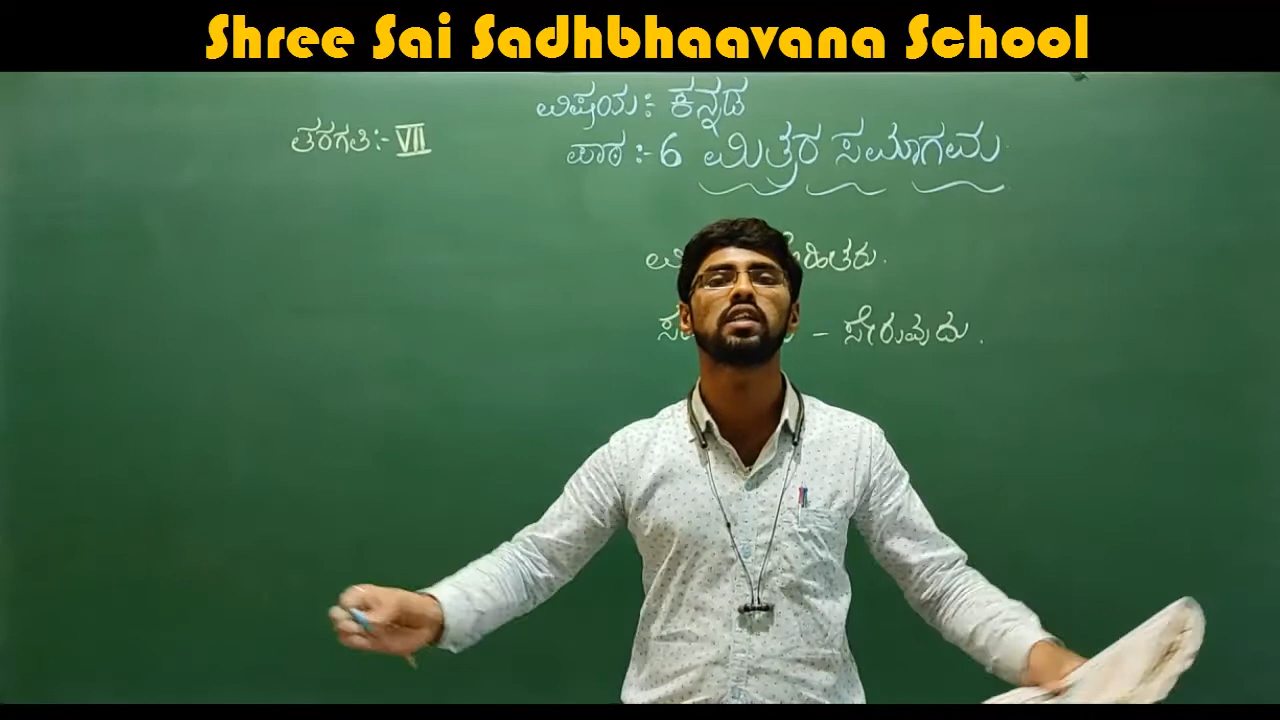 Shree Sai Sadhbhaavana School
ವಿಷಯ :- ಕನ್ನಡ
ತರಗತಿ :- VII
ಪಾಠ :- 6 ಮಿತ್ರರ ಸಮಾಗಮ
- ಸೇರುವುದು.